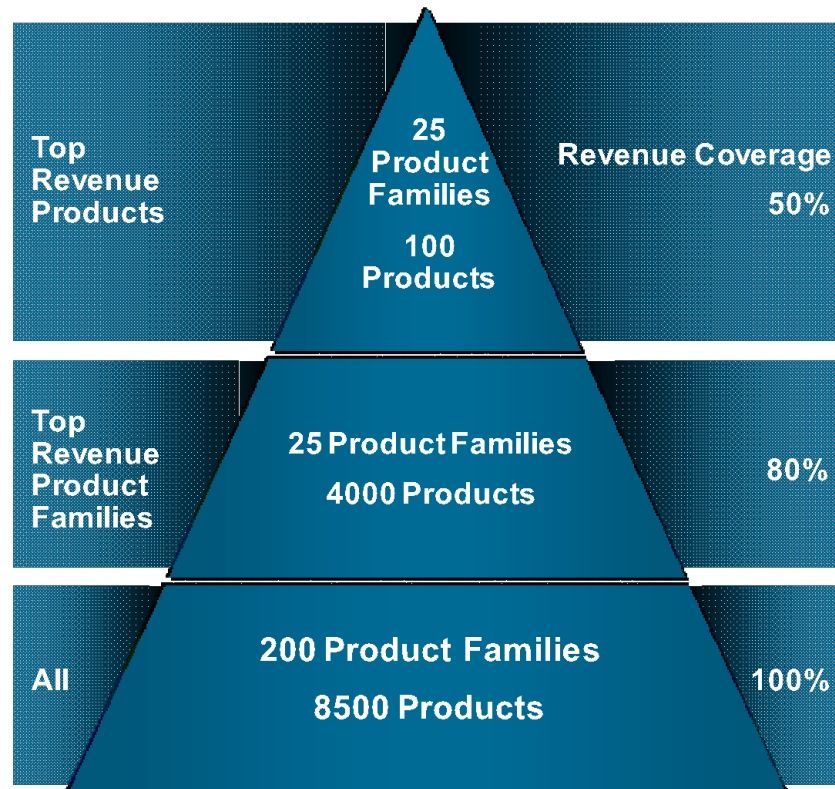 Top
Revenue
Products
25
Product
Families
100
Products
Revenue Coverage
50%
Top
Revenue
Product
Families
25 Product Families
4000 Products
80%
All
200 Product Families
8500 Products
100%